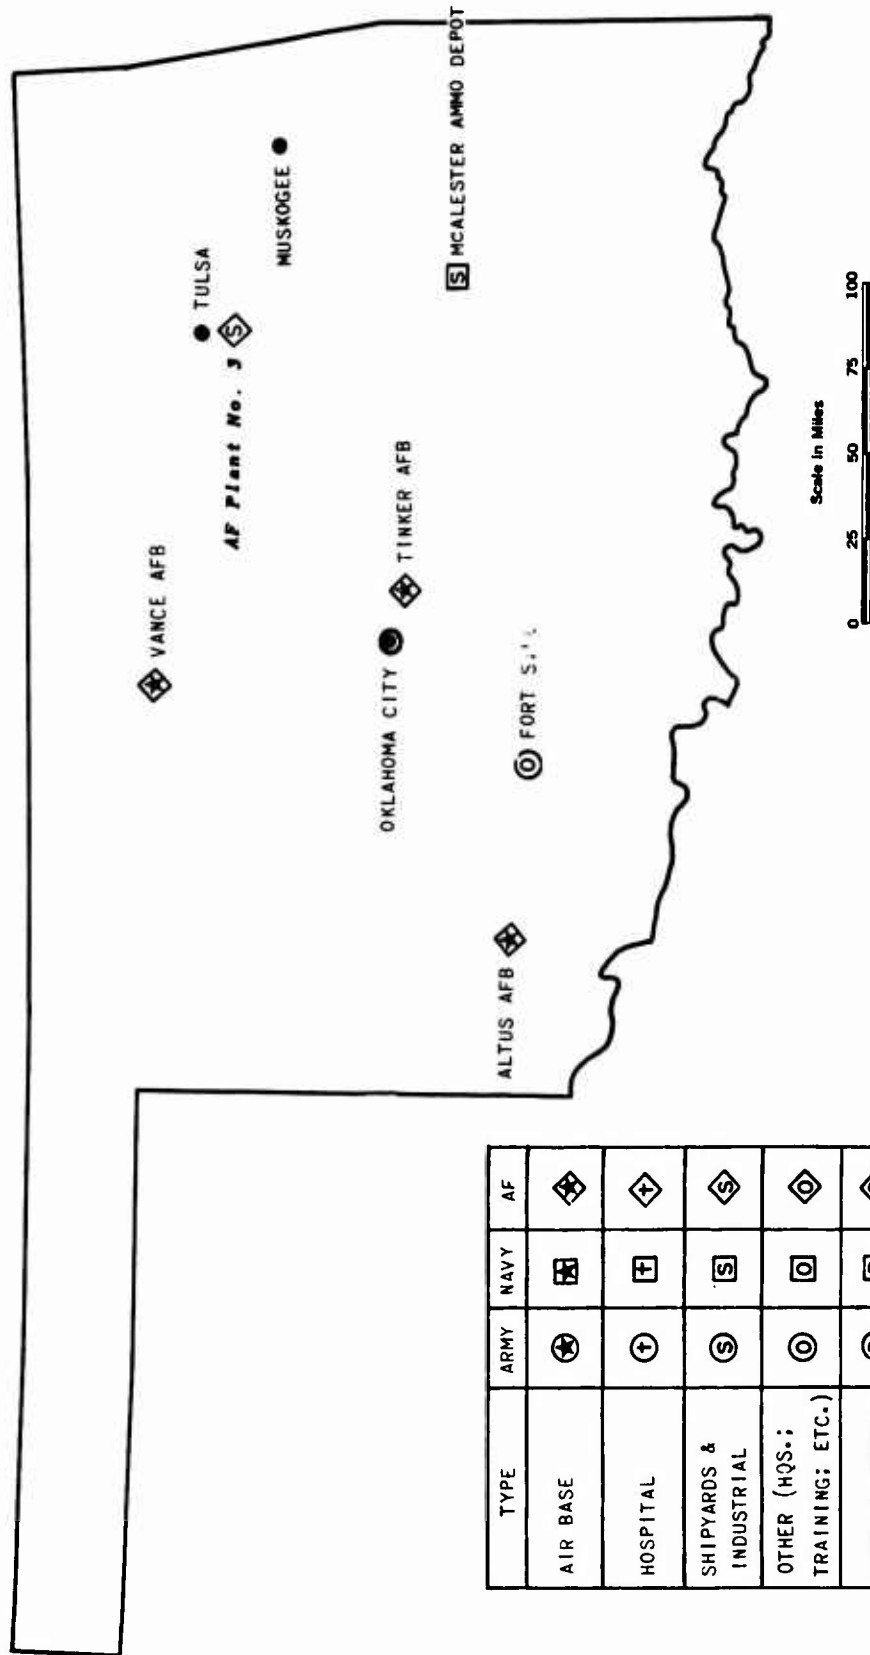 VANCE AFB
TULSA
AF Plant No. 3
S
MUSKOGEE
OKLAHOMA CITY
TINKER AFB
S MCALESTER AMMO DEPOT
ALTUS AFB
O FORT
Scale in Miles
0 25 50 75 100
TYPE ARMY NAVY AF
AIR BASE
HOSPITAL
SHIPYARDS & INDUSTRIAL S S S
OTHER (HQS.; TRAINING; ETC.) O O O